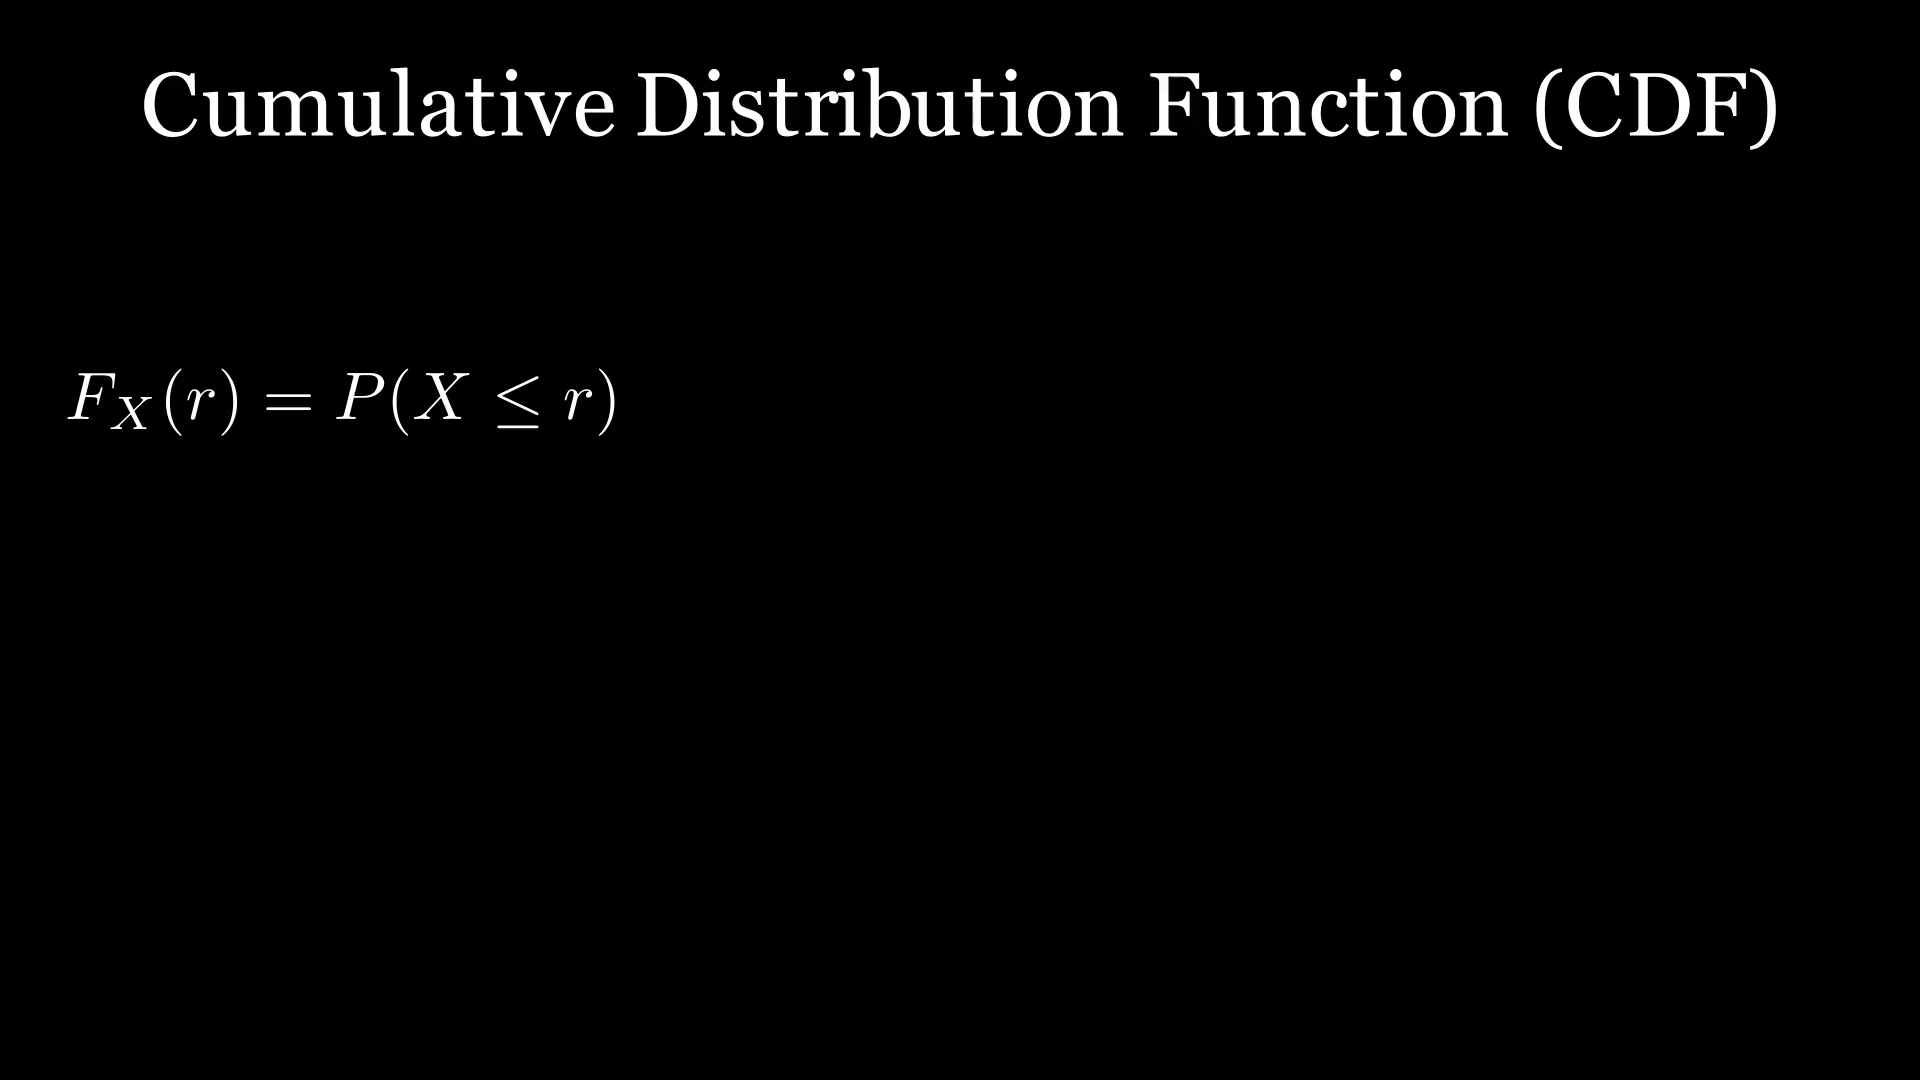 Cumulative Distribution Function (CDF)
F_X(r) = P(X ≤ r)